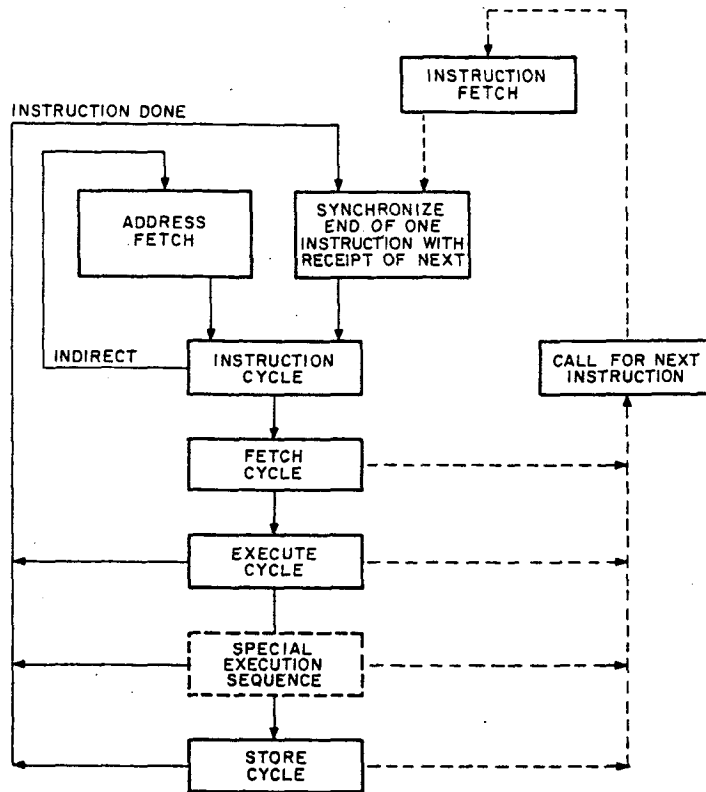 INSTRUCTION
FETCH
INSTRUCTION DONE
ADDRESS
FETCH
SYNCHRONIZE
END OF ONE
INSTRUCTION WITH
RECEIPT OF NEXT
INDIRECT
INSTRUCTION
CYCLE
CALL FOR NEXT
INSTRUCTION
FETCH
CYCLE
EXECUTE
CYCLE
SPECIAL
EXECUTION
SEQUENCE
STORE
CYCLE